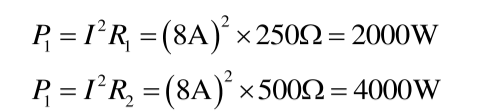 P₁ = I²R₁ = (8A)² × 250Ω = 2000W
P₁ = I²R₂ = (8A)² × 500Ω = 4000W